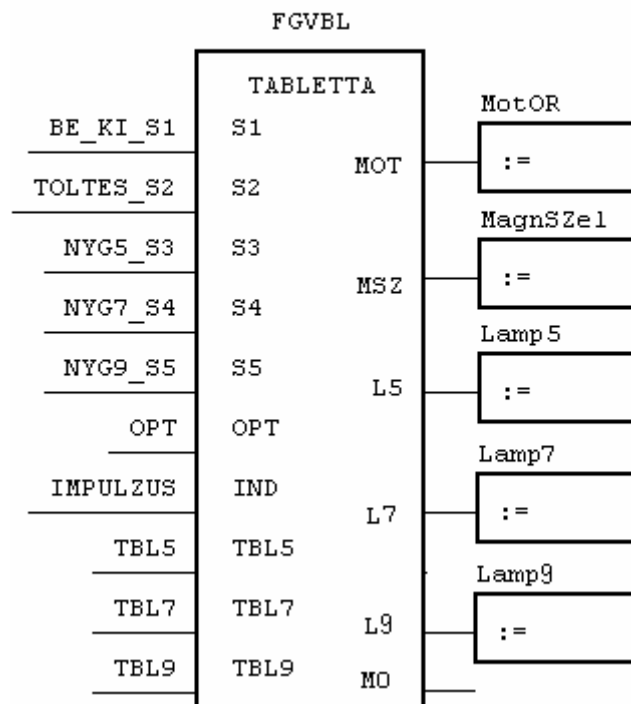 FGVBL
TABLETTA
MotOR
BE_KI_S1 S1
MOT :=
TOLTES_S2 S2
MagnSZel
NYG5_S3 S3
MSZ :=
NYG7_S4 S4
Lamp5
NYG9_S5 S5
L5 :=
OPT OPT
Lamp7
IMPULZUS IND
L7 :=
TBL5 TBL5
Lamp9
TBL7 TBL7
L9 :=
TBL9 TBL9
MO